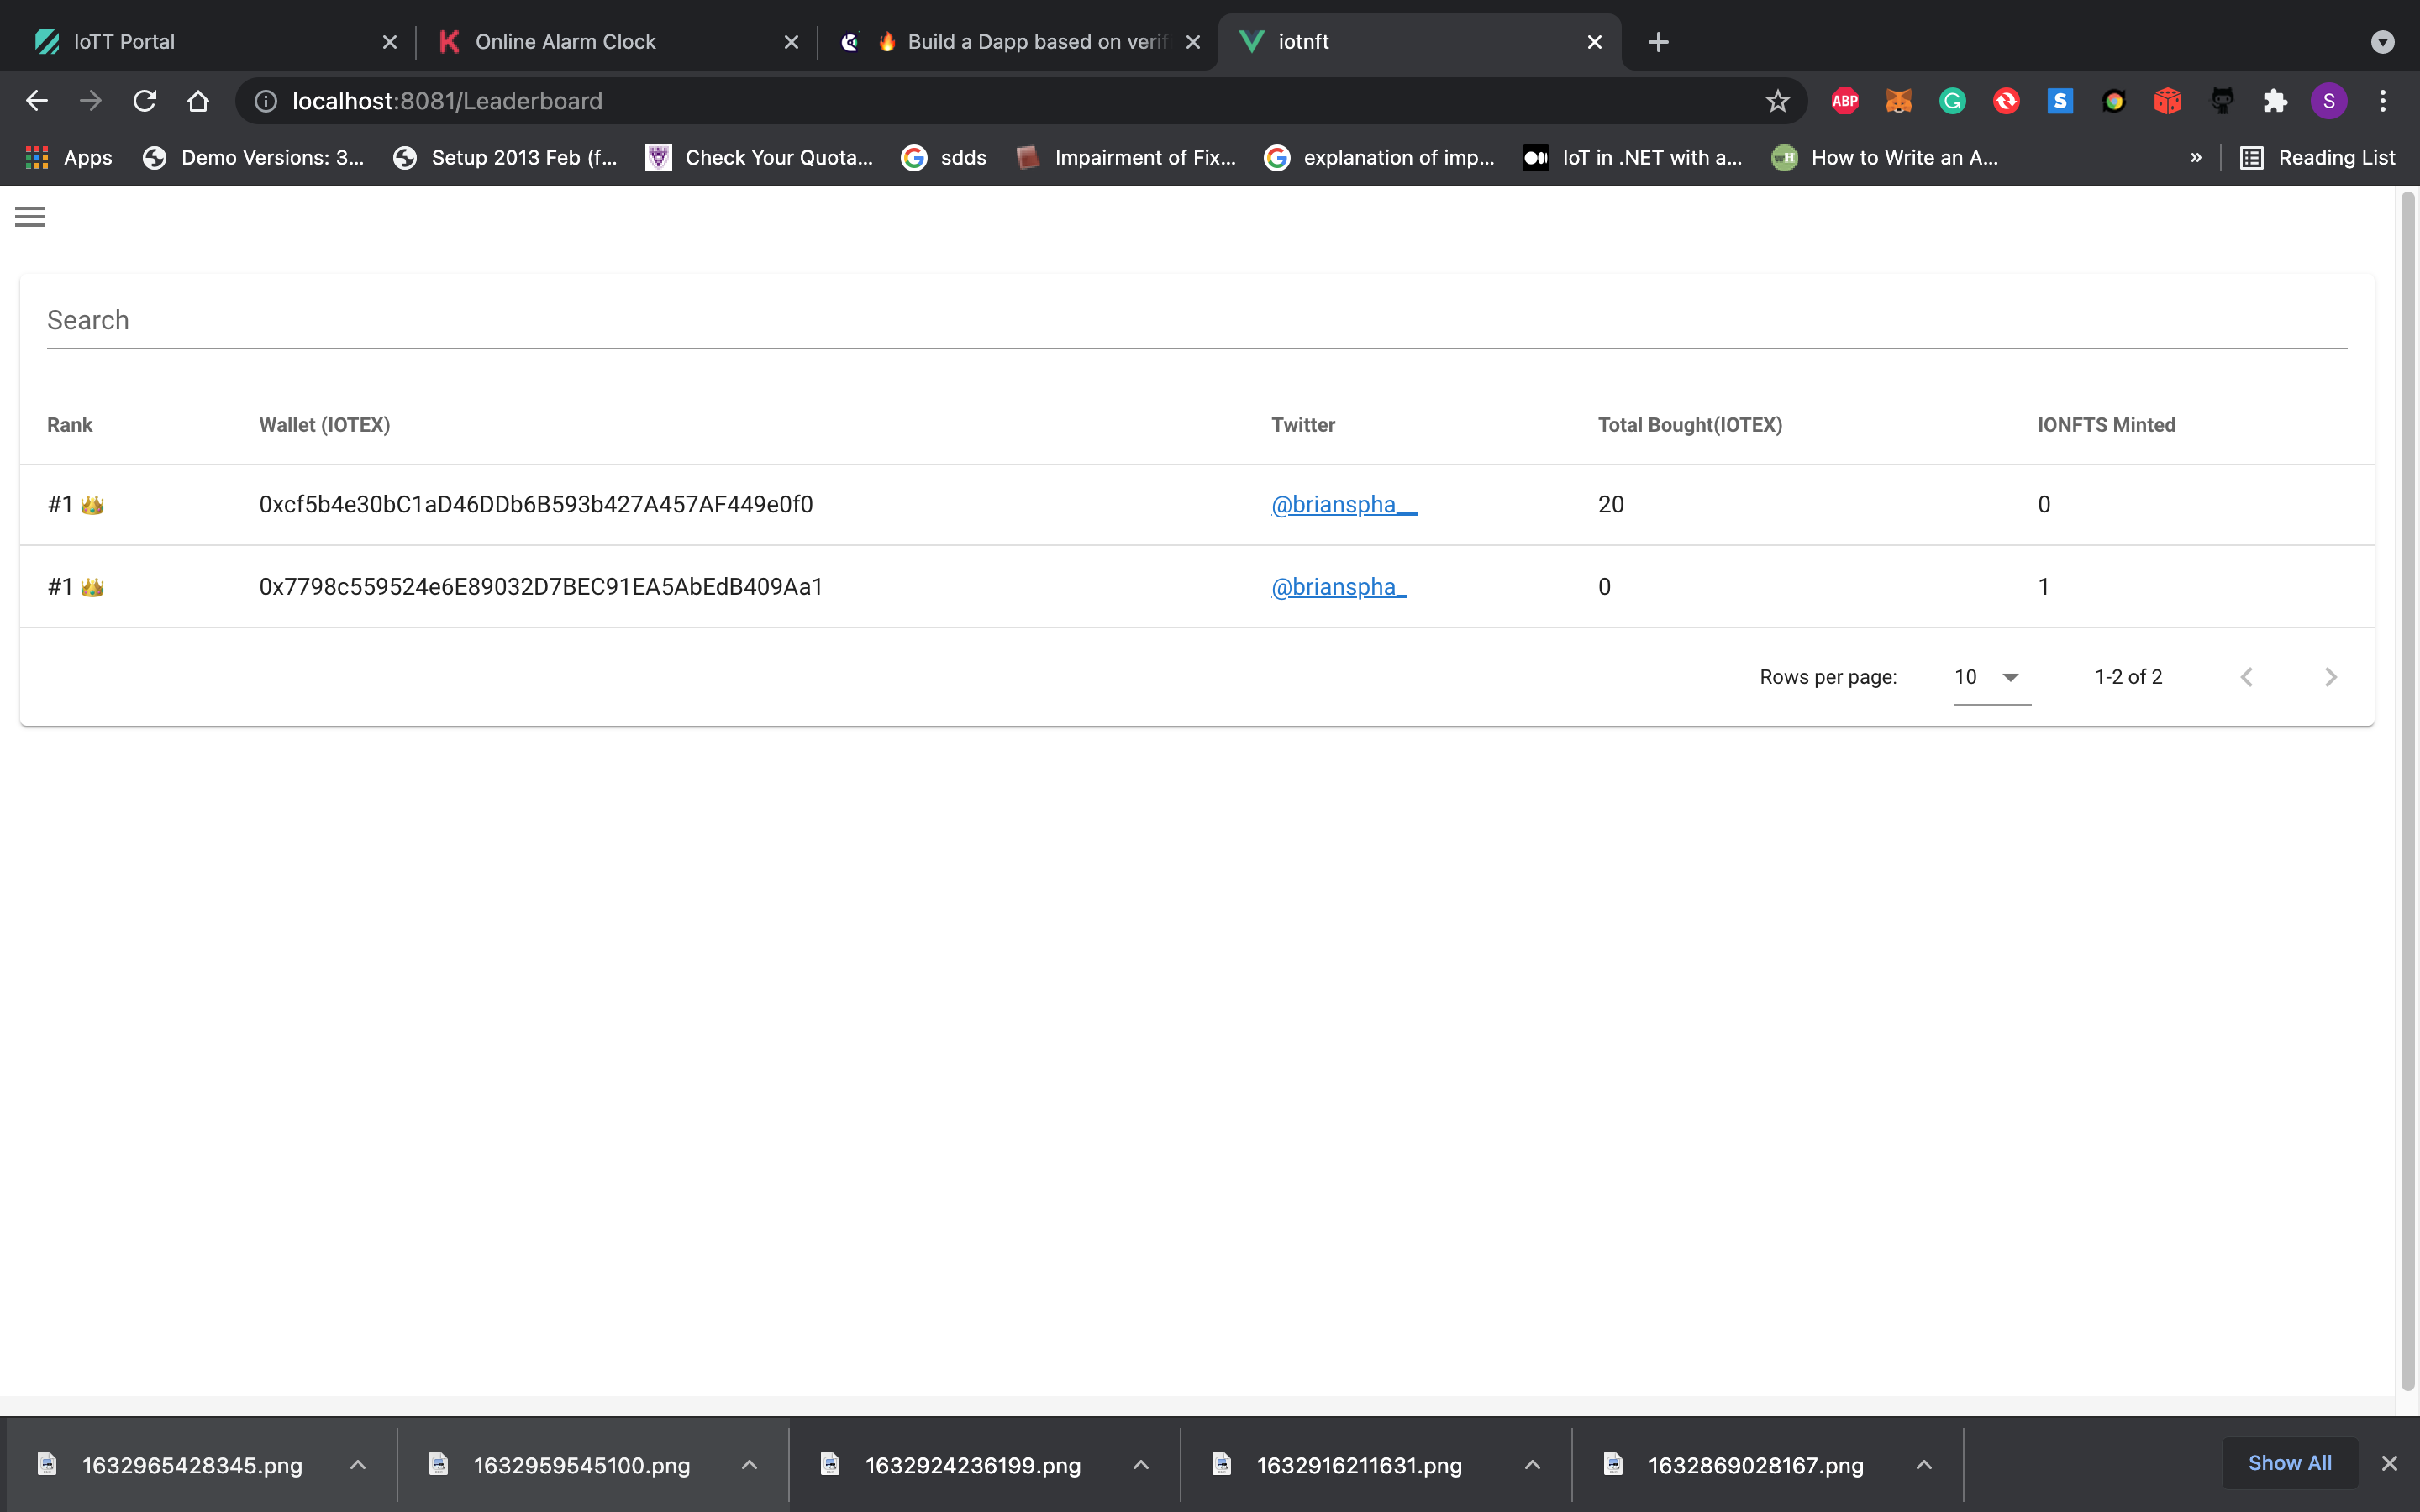 IoTT Portal
Online Alarm Clock
🔥 Build a Dapp based on verif
iotnft
localhost:8081/Leaderboard
ABP
S
S
Apps
Demo Versions: 3...
Setup 2013 Feb (f...
Check Your Quota...
sdds
Impairment of Fix...
explanation of imp...
IoT in .NET with a...
How to Write an A...
»
Reading List
Search
Rank Wallet (IOTEX) Twitter Total Bought(IOTEX) IONFTS Minted
#1 👑 0xcf5b4e30bC1aD46DDb6B593b427A457AF449e0f0 @brianspha__ 20 0
#1 👑 0x7798c559524e6E89032D7BEC91EA5AbEdB409Aa1 @brianspha_ 0 1
Rows per page: 10 1-2 of 2
1632965428345.png
1632959545100.png
1632924236199.png
1632916211631.png
1632869028167.png
Show All